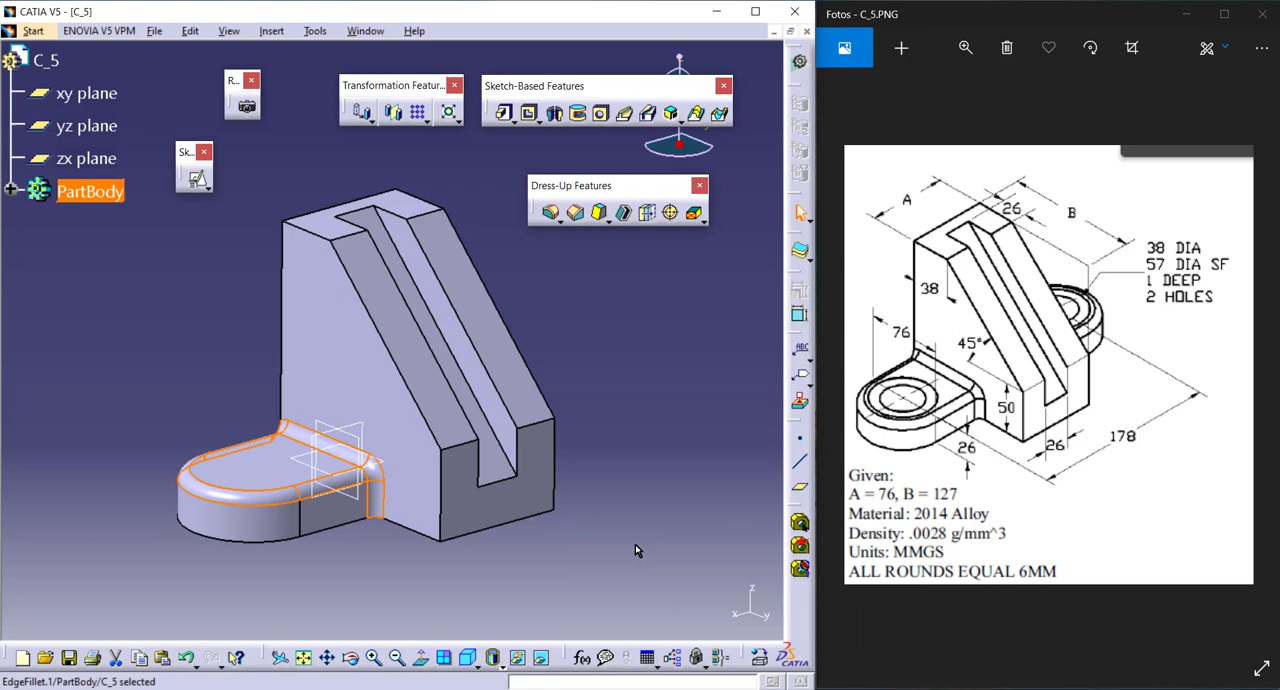 CATIA V5 - [C_5]
Start ENOVIA V5 VPM File Edit View Insert Tools Window Help
C_5
xy plane
yz plane
zx plane
PartBody
R...
Sk...
Transformation Featur...
Sketch-Based Features
Dress-Up Features
z
x
y
ABC
f(x)
CATIA
EdgeFillet.1/PartBody/C_5 selected
Fotos - C_5.PNG
A
26
B
38 DIA
57 DIA SF
1 DEEP
2 HOLES
38
76
45°
50
26
26
178
Given:
A = 76, B = 127
Material: 2014 Alloy
Density: .0028 g/mm^3
Units: MMGS
ALL ROUNDS EQUAL 6MM